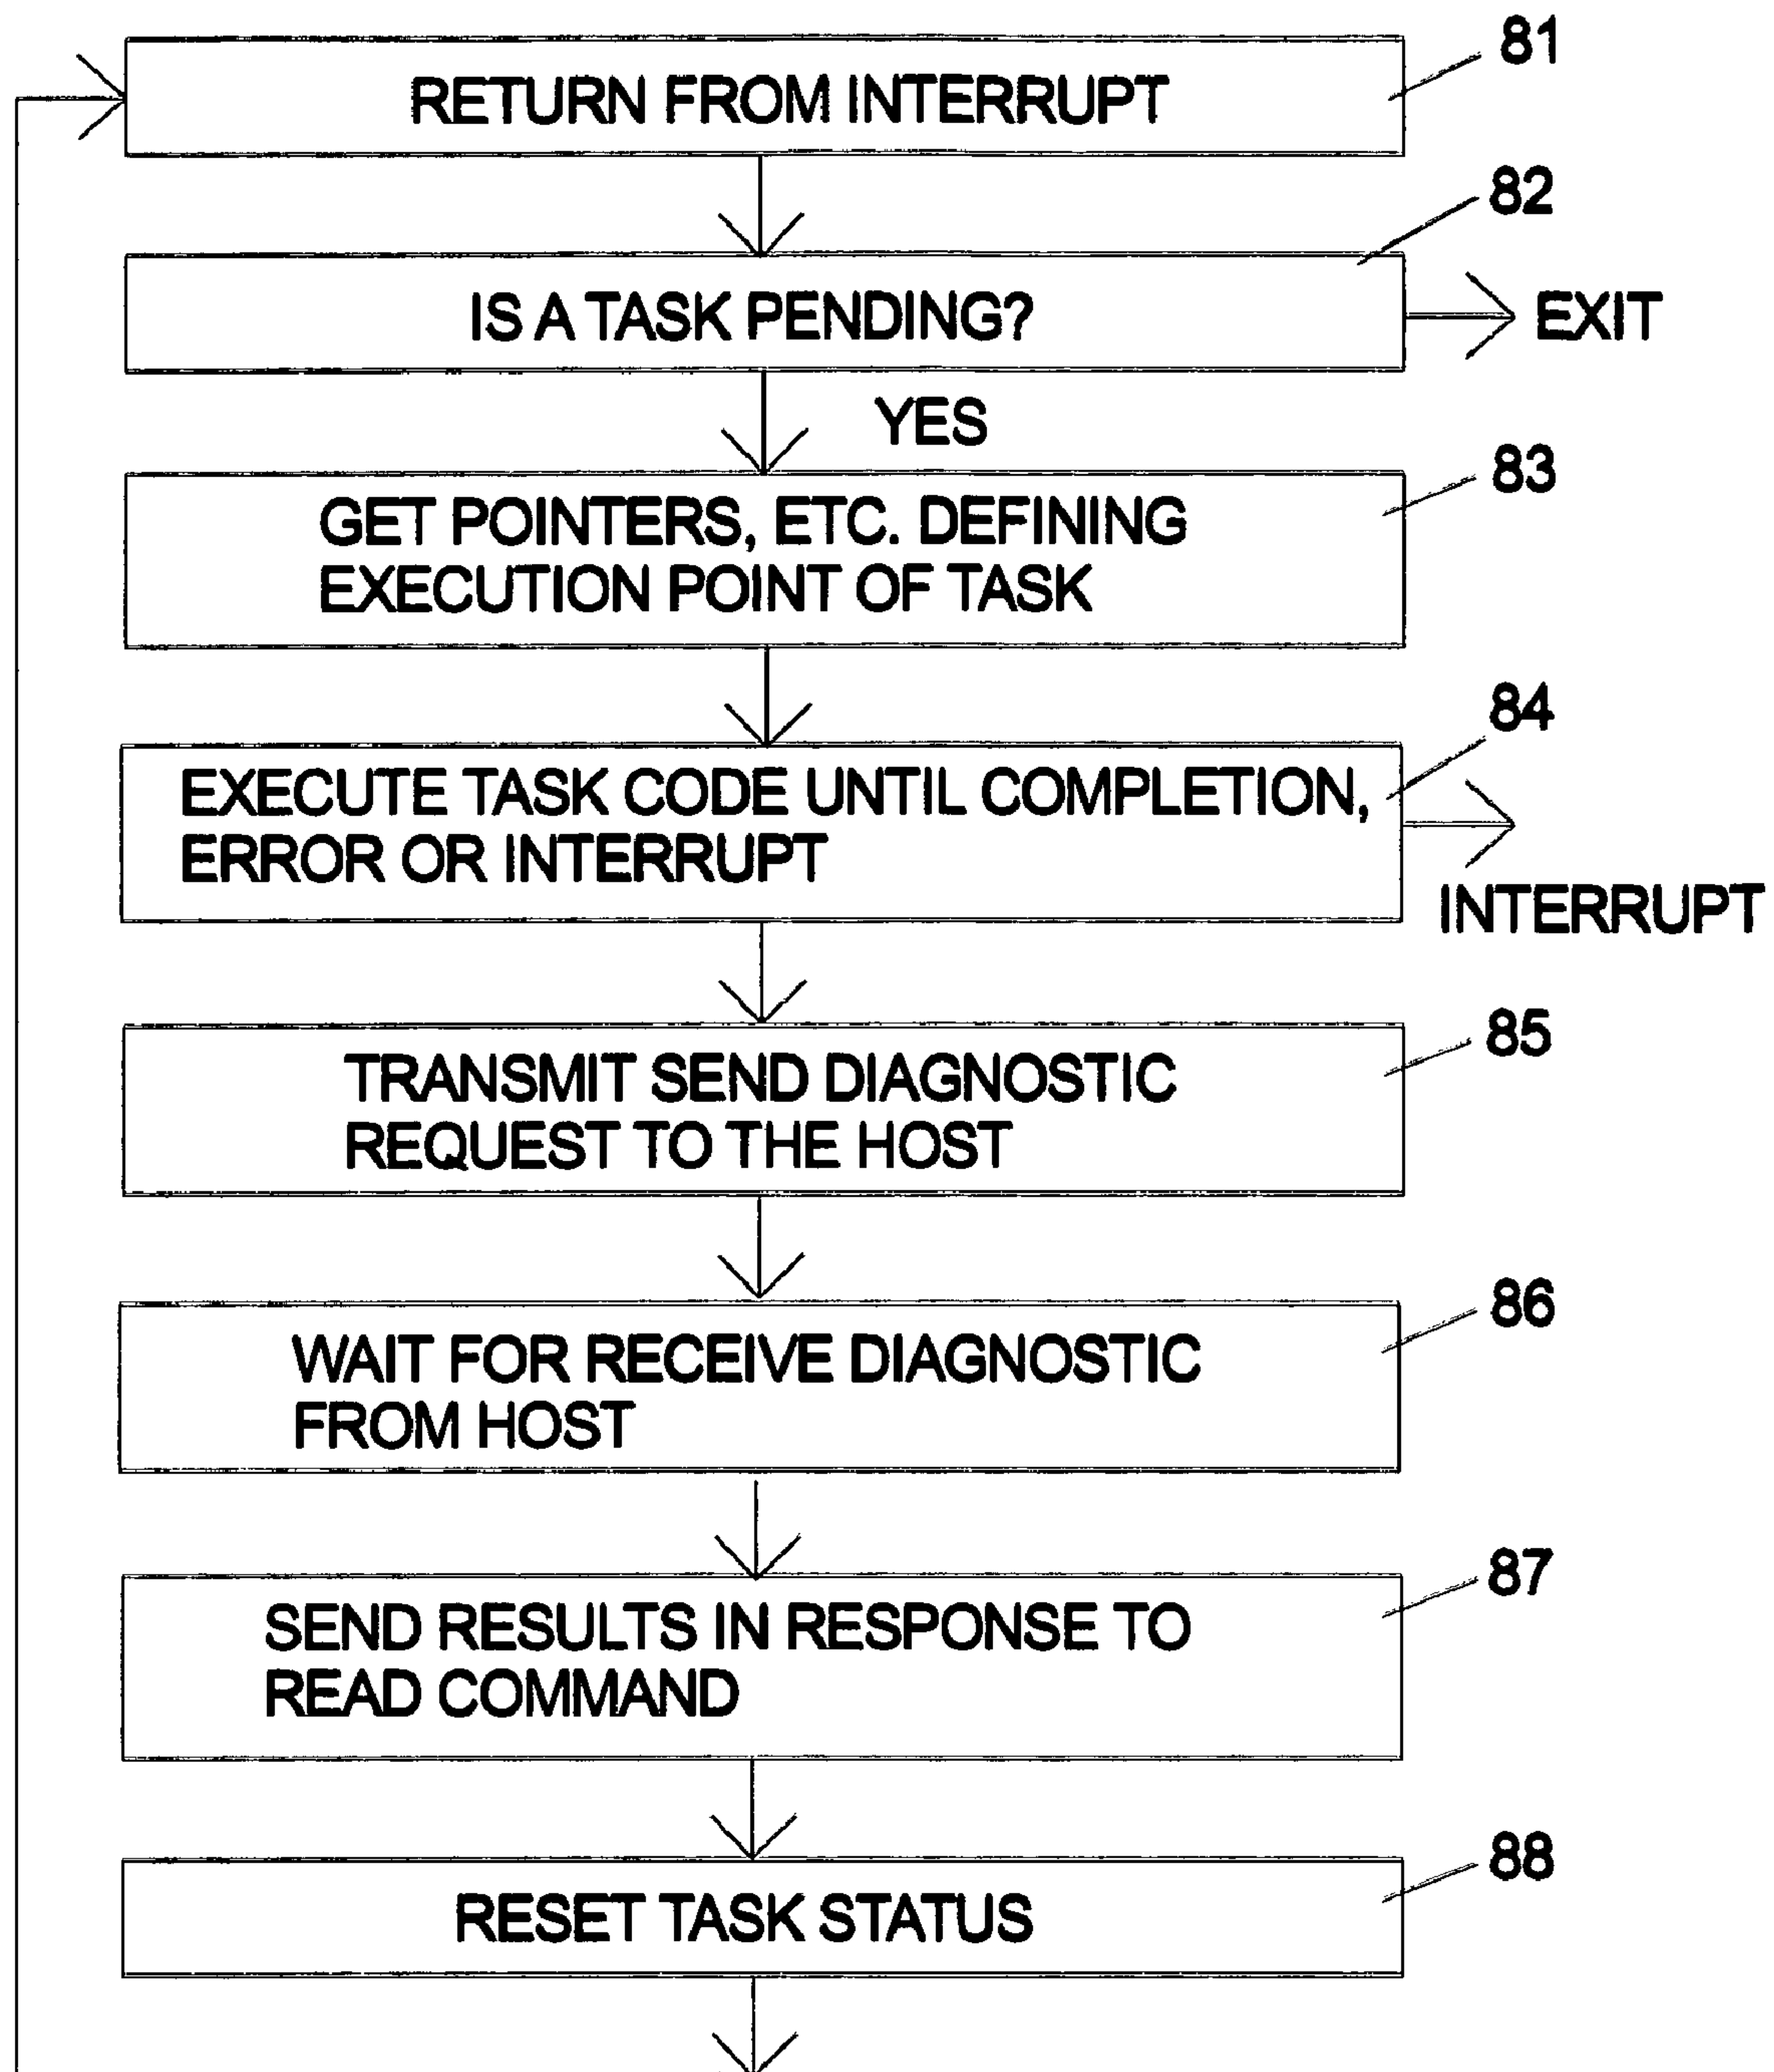 81
RETURN FROM INTERRUPT
82
IS A TASK PENDING?
EXIT
YES
83
GET POINTERS, ETC. DEFINING
EXECUTION POINT OF TASK
84
EXECUTE TASK CODE UNTIL COMPLETION,
ERROR OR INTERRUPT
INTERRUPT
85
TRANSMIT SEND DIAGNOSTIC
REQUEST TO THE HOST
86
WAIT FOR RECEIVE DIAGNOSTIC
FROM HOST
87
SEND RESULTS IN RESPONSE TO
READ COMMAND
88
RESET TASK STATUS